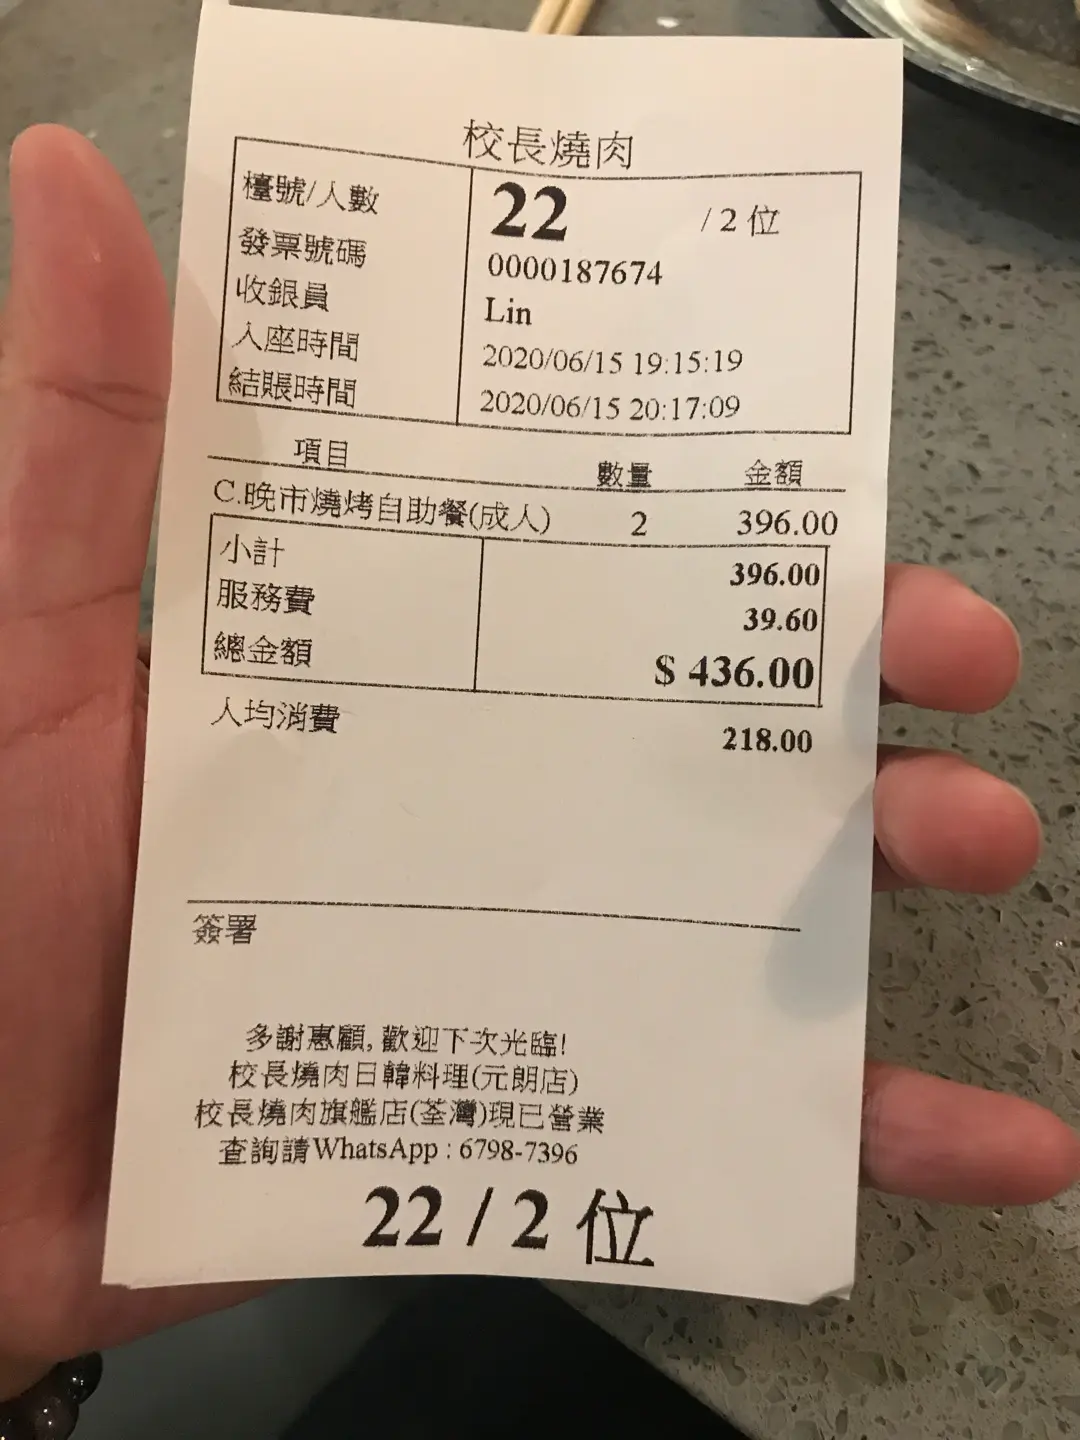 校長燒肉
檯號/人數 22 / 2 位
發票號碼 0000187674
收銀員 Lin
入座時間 2020/06/15 19:15:19
結賬時間 2020/06/15 20:17:09
項目 數量 金額
C.晚市燒烤自助餐(成人) 2 396.00
小計 396.00
服務費 39.60
總金額 $ 436.00
人均消費 218.00
簽署
多謝惠顧, 歡迎下次光臨!
校長燒肉日韓料理(元朗店)
校長燒肉旗艦店(荃灣)現已營業
查詢請WhatsApp : 6798-7396
22 / 2 位